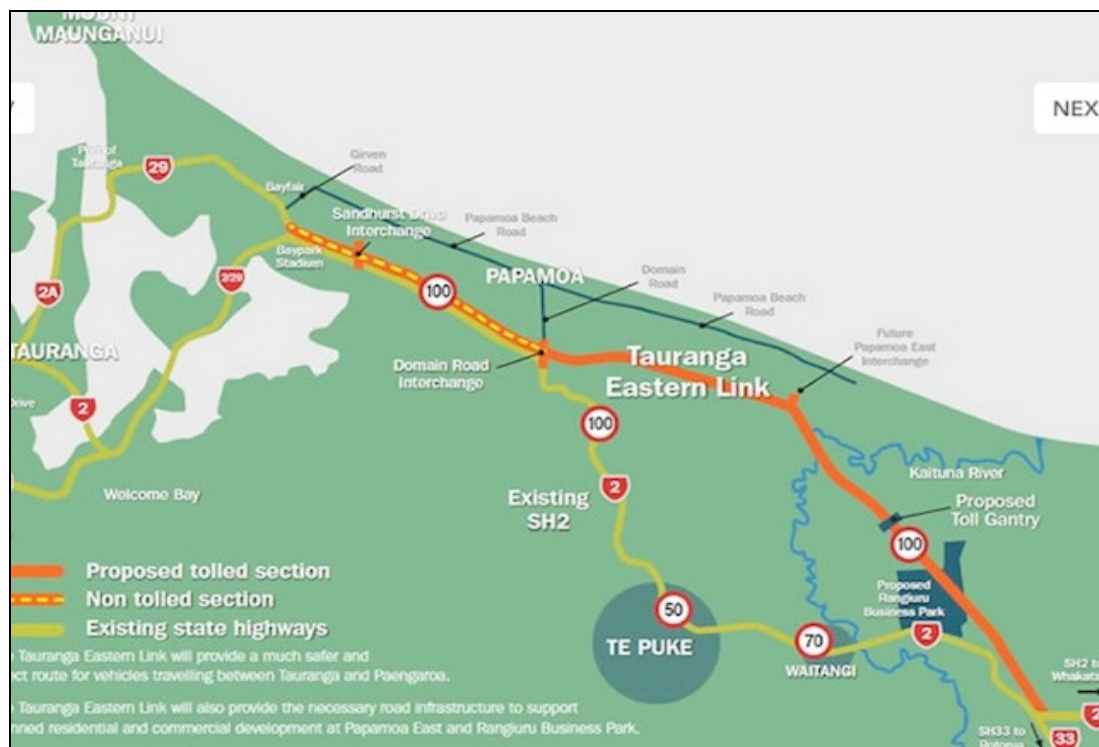 MOUNT
MAUNGANUI
NEX
Port of
Tauranga
29
Girven
Road
Bayfair
Sandhurst Drive
Interchange
Papamoa Beach
Road
Baypark
Stadium
2/29
2A
100
PAPAMOA
Domain
Road
Papamoa Beach
Road
TAURANGA
Domain Road
Interchange
Tauranga
Eastern Link
Future
Papamoa East
Interchange
Drive
2
100
Kaituna River
Welcome Bay
2
Existing
SH2
Proposed
Toll Gantry
100
Proposed tolled section
Non tolled section
Existing state highways
Proposed
Rangiuru
Business Park
50
70
2
TE PUKE
WAITANGI
Tauranga Eastern Link will provide a much safer and
ect route for vehicles travelling between Tauranga and Paengaroa.
SH2 to
Whakata
2
Tauranga Eastern Link will also provide the necessary road infrastructure to support
nned residential and commercial development at Papamoa East and Rangiuru Business Park.
SH33 to
33